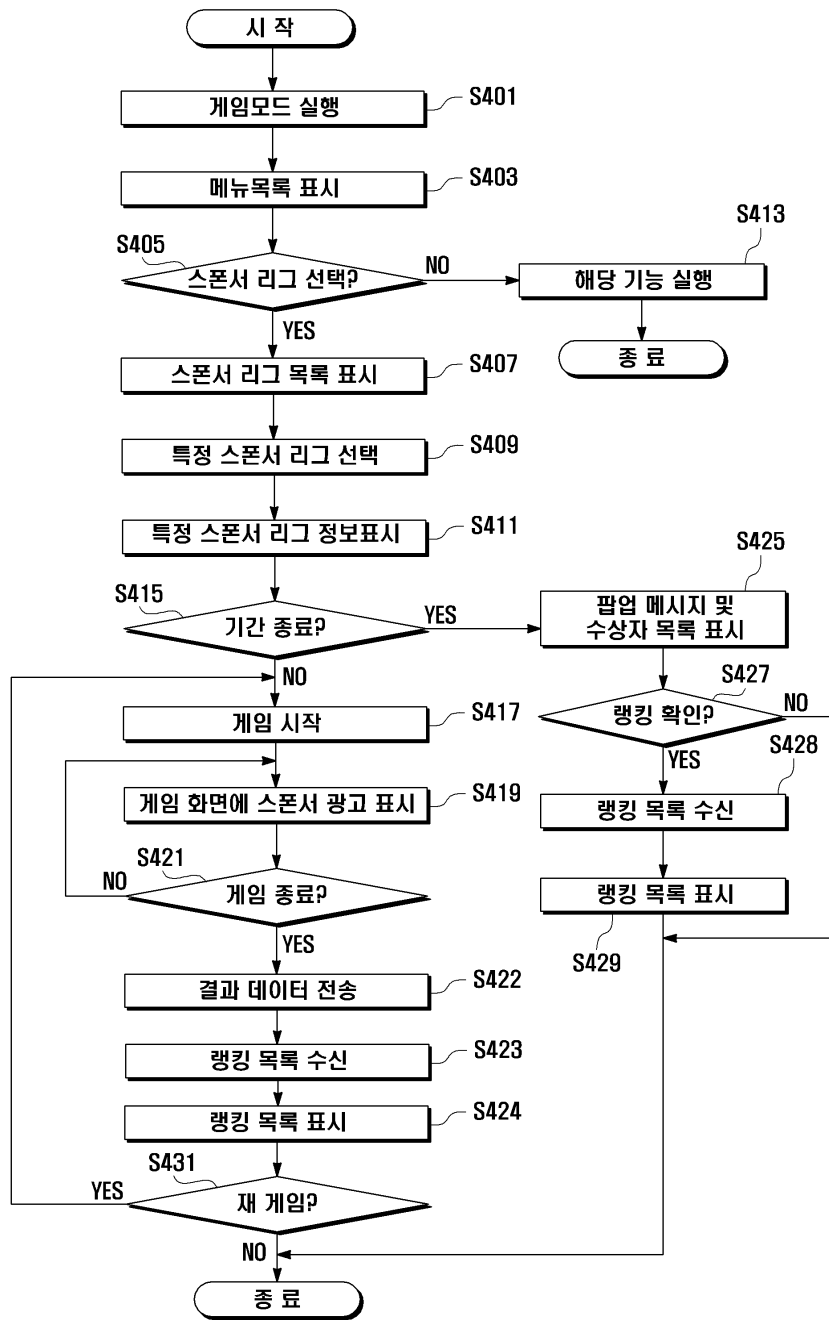 시 작
게임모드 실행
S401
메뉴목록 표시
S403
S405
스폰서 리그 선택?
NO
YES
S413
해당 기능 실행
종 료
스폰서 리그 목록 표시
S407
특정 스폰서 리그 선택
S409
특정 스폰서 리그 정보표시
S411
S415
기간 종료?
YES
NO
S425
팝업 메시지 및
수상자 목록 표시
S427
랭킹 확인?
NO
YES
게임 시작
S417
S428
랭킹 목록 수신
게임 화면에 스폰서 광고 표시
S419
S421
게임 종료?
NO
YES
랭킹 목록 표시
S429
결과 데이터 전송
S422
랭킹 목록 수신
S423
랭킹 목록 표시
S424
S431
재 게임?
YES
NO
종 료